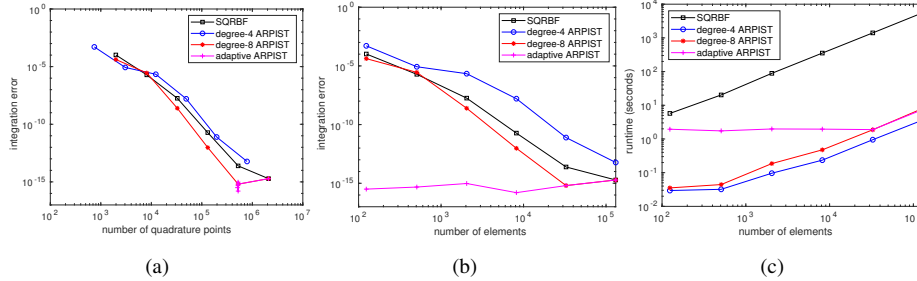 10^0
10^-5
10^-10
10^-15
10^2
10^3
10^4
10^5
10^6
10^7
integration error
number of quadrature points
SQRBF
degree-4 ARPIST
degree-8 ARPIST
adaptive ARPIST
(a)
10^0
10^-5
10^-10
10^-15
10^2
10^3
10^4
10^5
integration error
number of elements
SQRBF
degree-4 ARPIST
degree-8 ARPIST
adaptive ARPIST
(b)
10^4
10^3
10^2
10^1
10^0
10^-1
10^-2
10^2
10^3
10^4
runtime (seconds)
number of elements
SQRBF
degree-4 ARPIST
degree-8 ARPIST
adaptive ARPIST
(c)